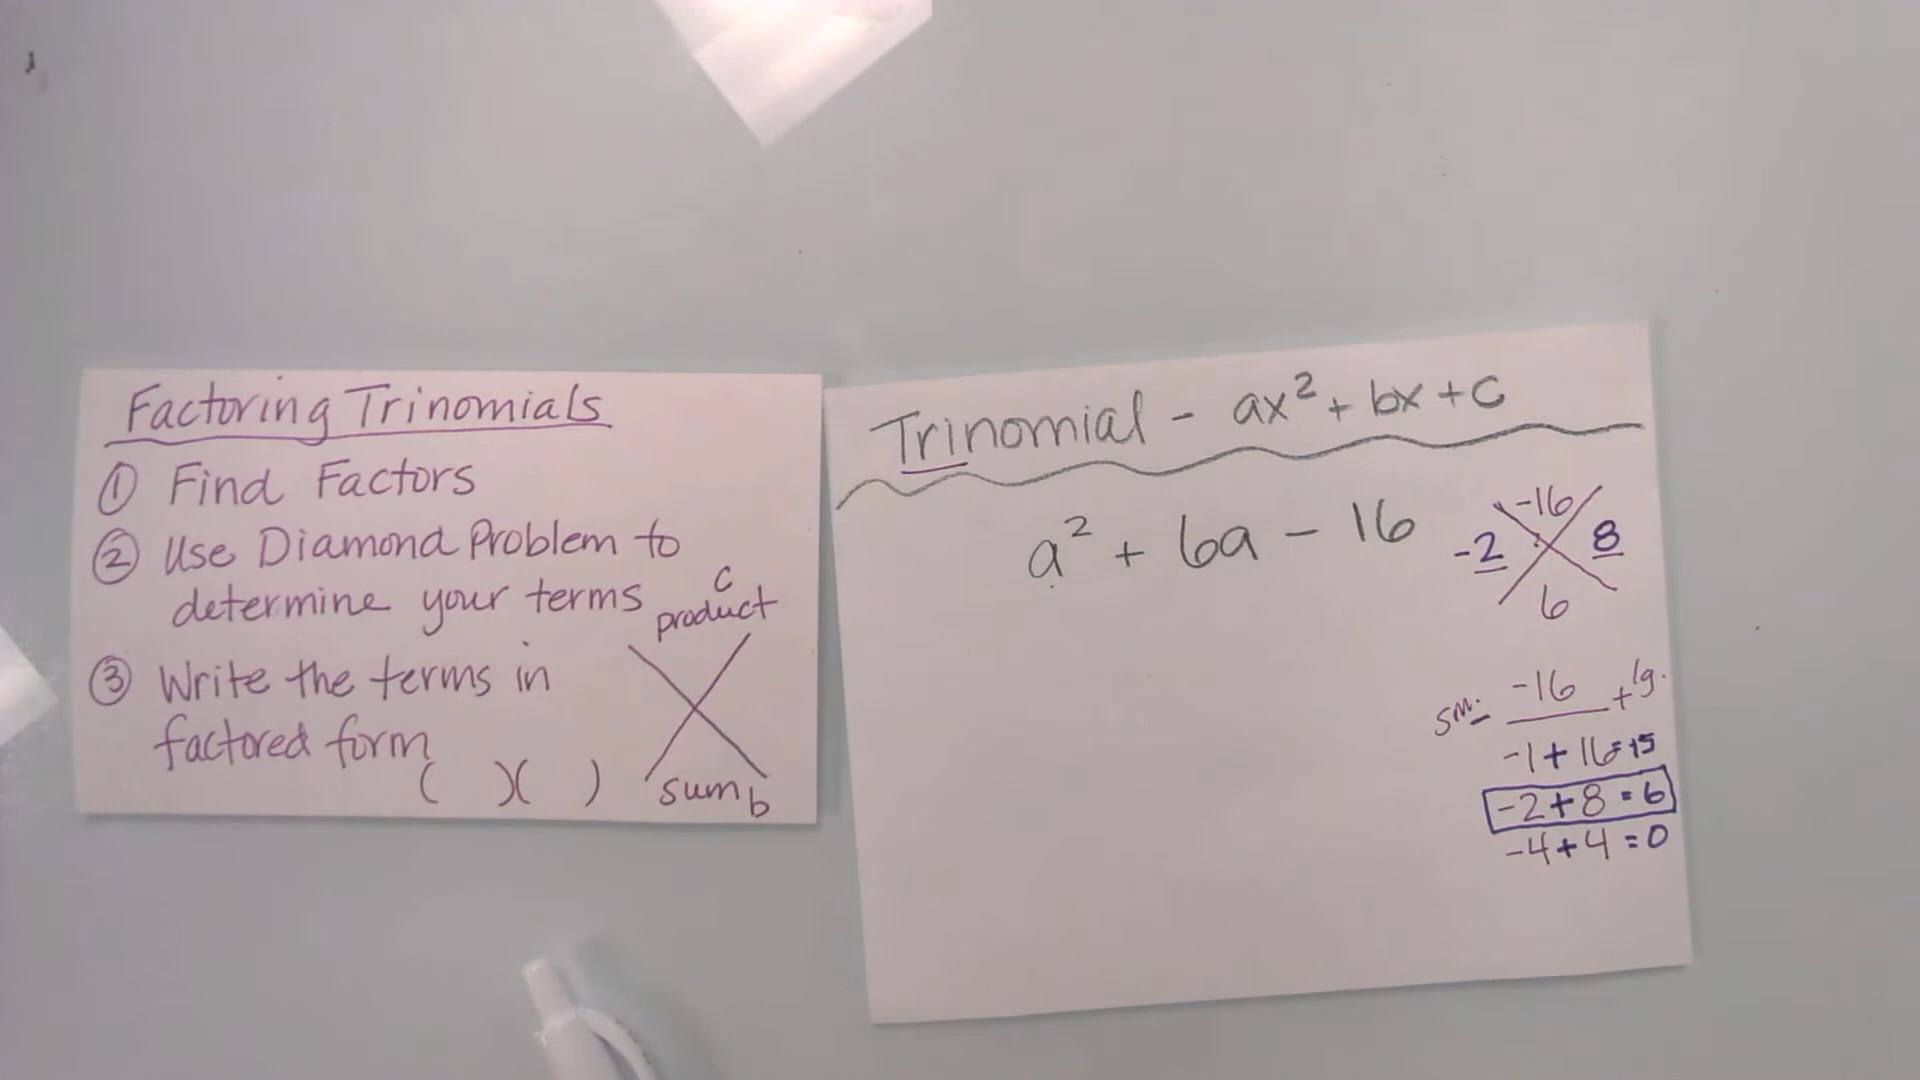 Factoring Trinomials
① Find Factors
② Use Diamond Problem to
determine your terms
c
product
③ Write the terms in
factored form
( )( )
sum b
Trinomial - ax² + bx + c
a² + 6a - 16
-16
-2 8
6
sm. -16 + lg.
-1 + 16 = 15
-2 + 8 = 6
-4 + 4 = 0